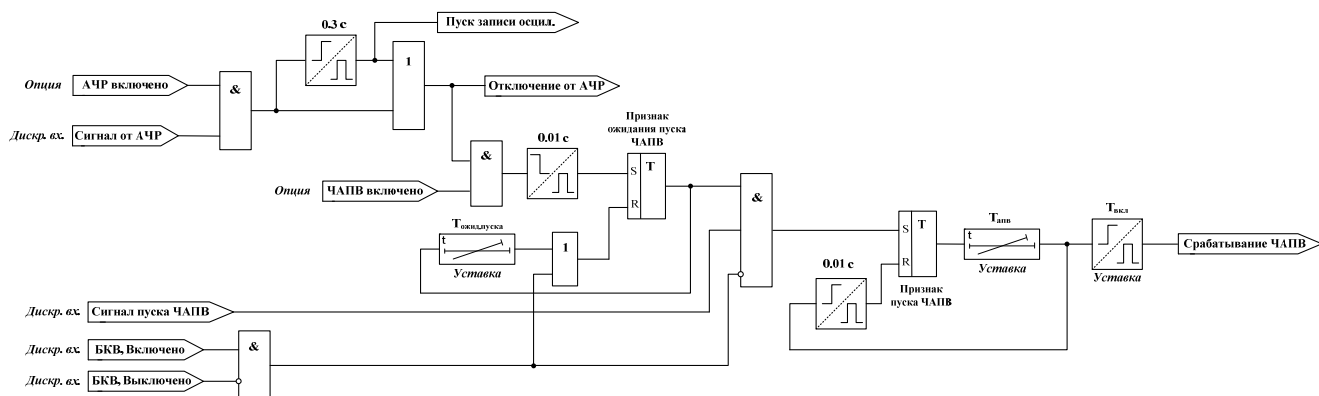 0.3 с
Пуск записи осцил.
1
Опция
АЧР включено
&
Отключение от АЧР
Дискр. вх.
Сигнал от АЧР
Признак
ожидания пуска
ЧАПВ
0.01 с
&
S
T
R
Опция
ЧАПВ включено
&
Tожид,пуска
t
Уставка
1
S
T
R
Tапв
t
Уставка
Tвкл
Уставка
Срабатывание ЧАПВ
0.01 с
Признак
пуска ЧАПВ
Дискр. вх.
Сигнал пуска ЧАПВ
Дискр. вх.
БКВ, Включено
&
Дискр. вх.
БКВ, Выключено